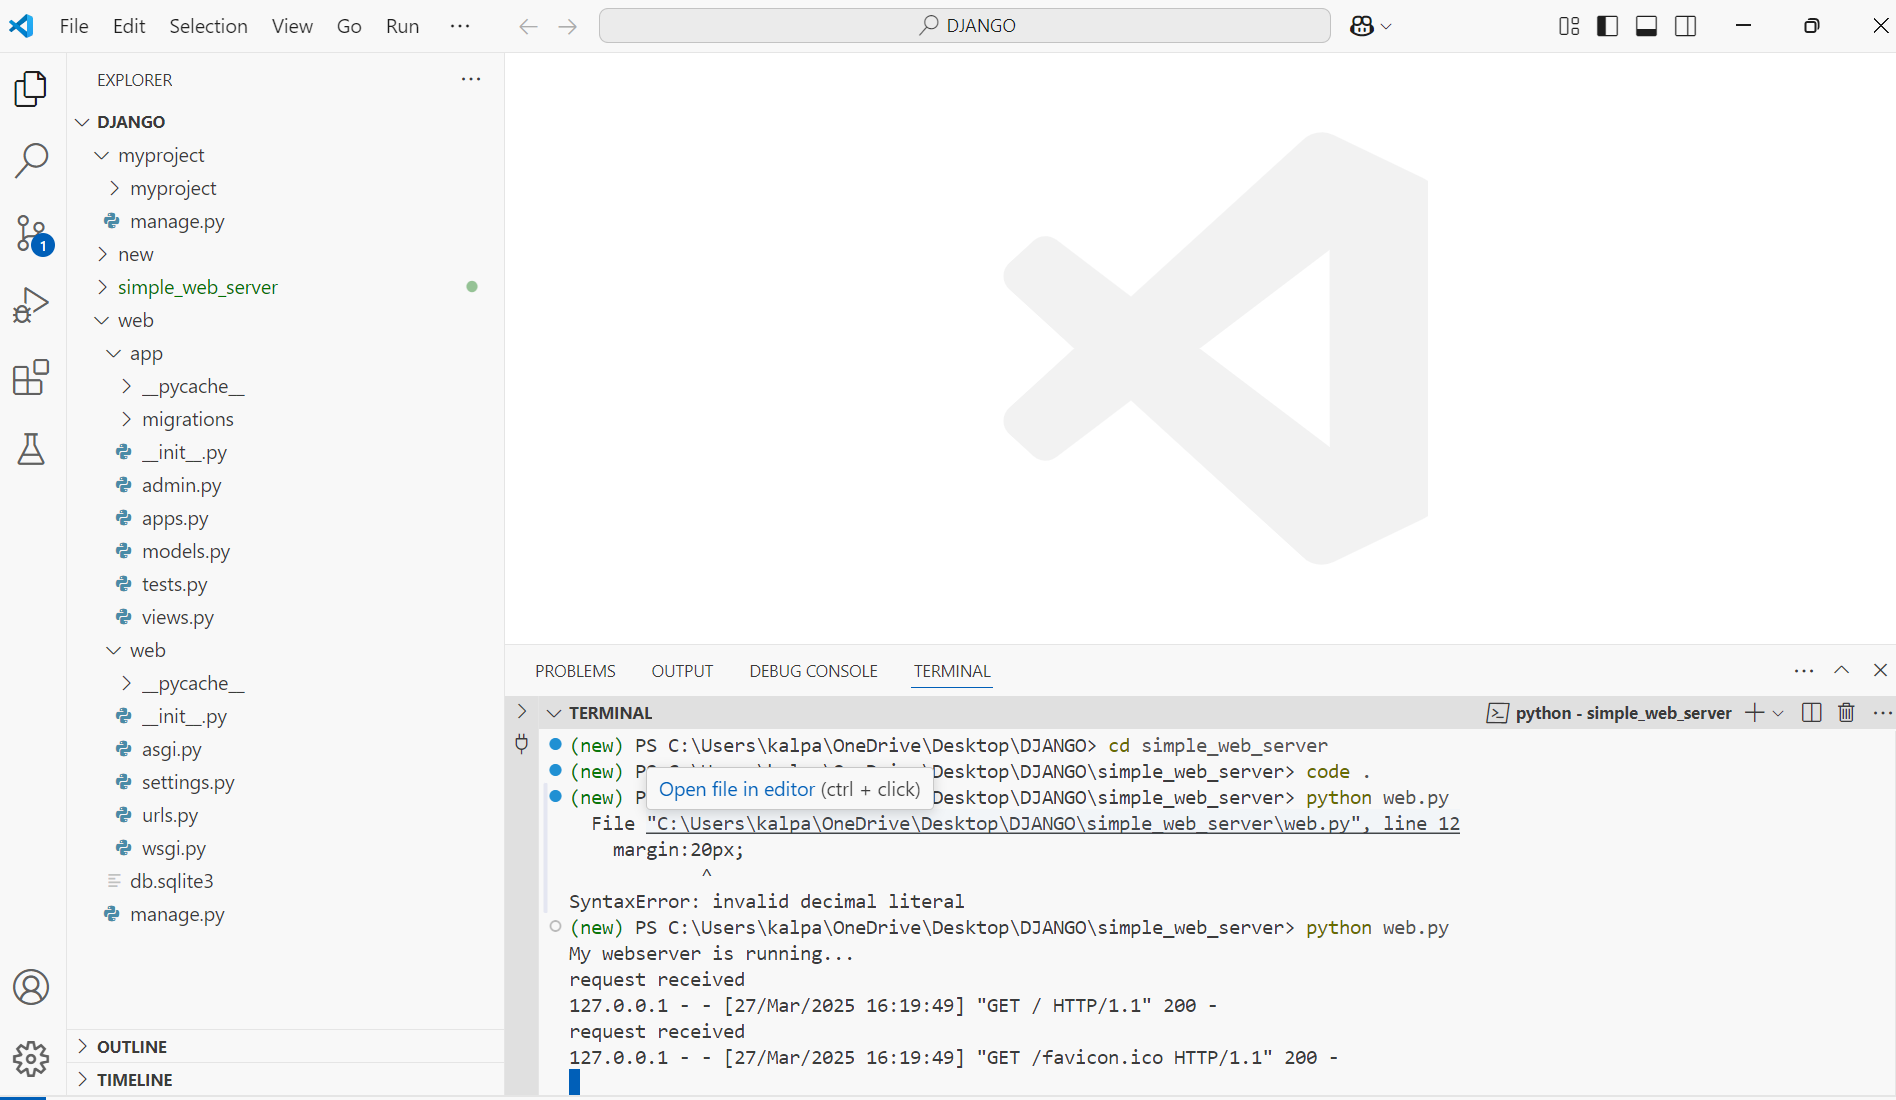 File Edit Selection View Go Run ...
DJANGO
EXPLORER
DJANGO
myproject
myproject
manage.py
new
simple_web_server
web
app
__pycache__
migrations
__init__.py
admin.py
apps.py
models.py
tests.py
views.py
web
__pycache__
__init__.py
asgi.py
settings.py
urls.py
wsgi.py
db.sqlite3
manage.py
OUTLINE
TIMELINE
1
PROBLEMS OUTPUT DEBUG CONSOLE TERMINAL
TERMINAL
python - simple_web_server
(new) PS C:\Users\kalpa\OneDrive\Desktop\DJANGO> cd simple_web_server
(new) Desktop\DJANGO\simple_web_server> code .
Open file in editor (ctrl + click)
(new) Desktop\DJANGO\simple_web_server> python web.py
File "C:\Users\kalpa\OneDrive\Desktop\DJANGO\simple_web_server\web.py", line 12
margin:20px;
^
SyntaxError: invalid decimal literal
(new) PS C:\Users\kalpa\OneDrive\Desktop\DJANGO\simple_web_server> python web.py
My webserver is running...
request received
127.0.0.1 - - [27/Mar/2025 16:19:49] "GET / HTTP/1.1" 200 -
request received
127.0.0.1 - - [27/Mar/2025 16:19:49] "GET /favicon.ico HTTP/1.1" 200 -